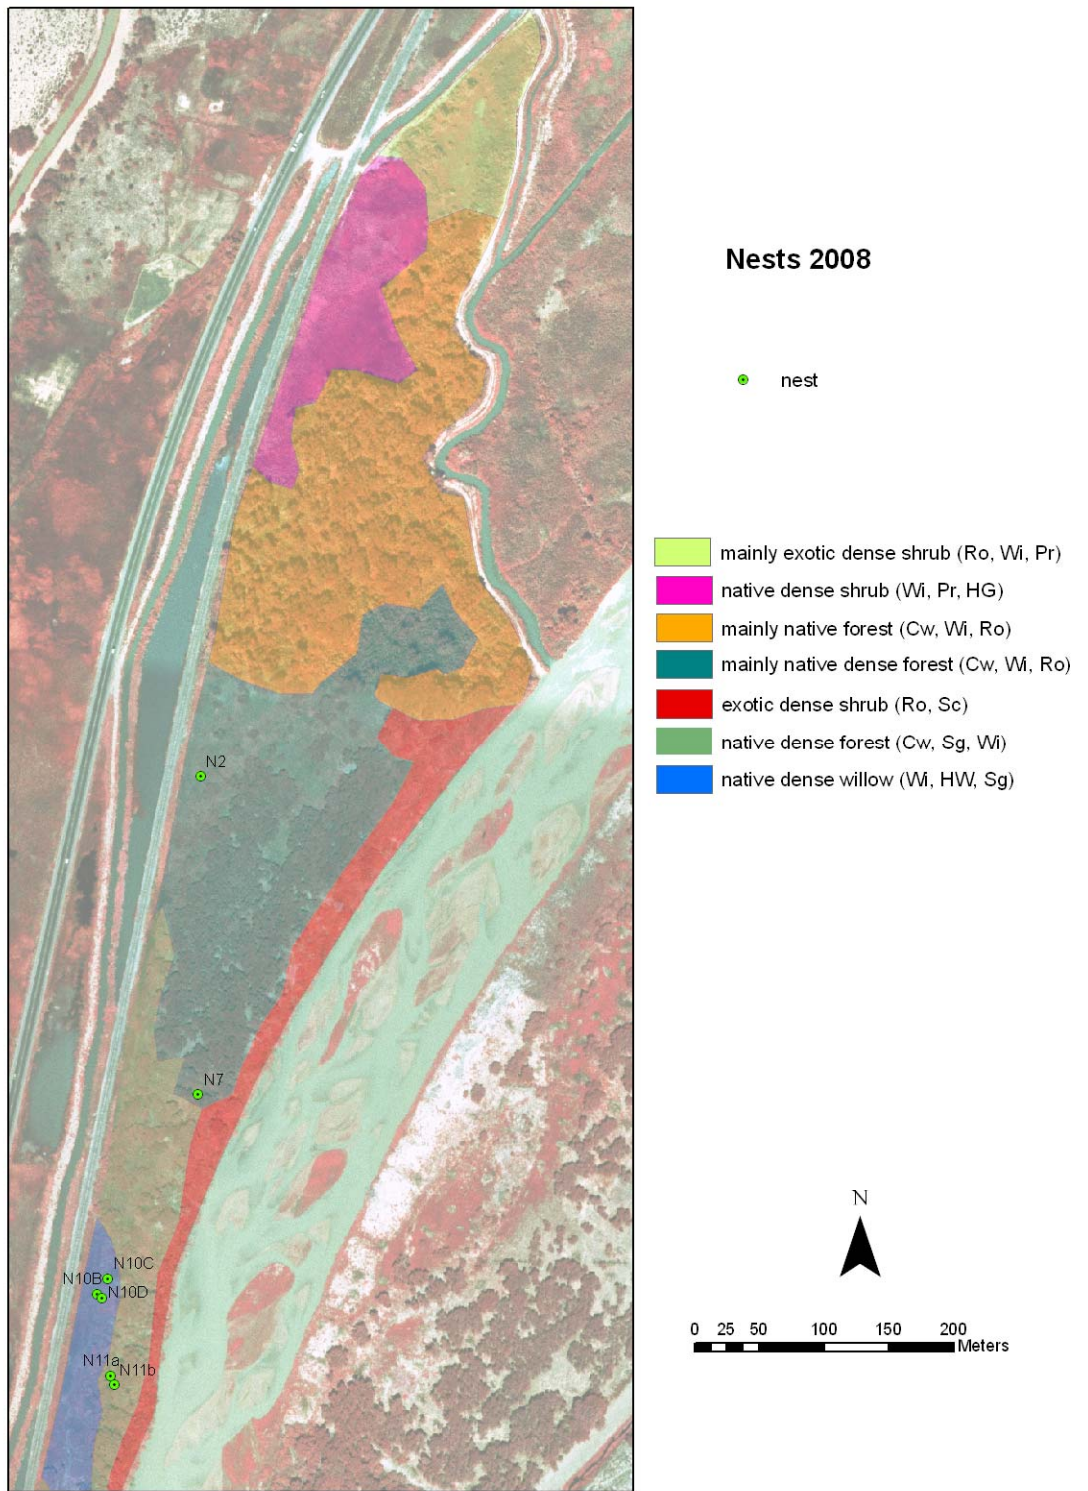 Nests 2008
nest
mainly exotic dense shrub (Ro, Wi, Pr)
native dense shrub (Wi, Pr, HG)
mainly native forest (Cw, Wi, Ro)
mainly native dense forest (Cw, Wi, Ro)
exotic dense shrub (Ro, Sc)
native dense forest (Cw, Sg, Wi)
native dense willow (Wi, HW, Sg)
N2
N7
N10C
N10B
N10D
N11a
N11b
N
0 25 50 100 150 200
Meters